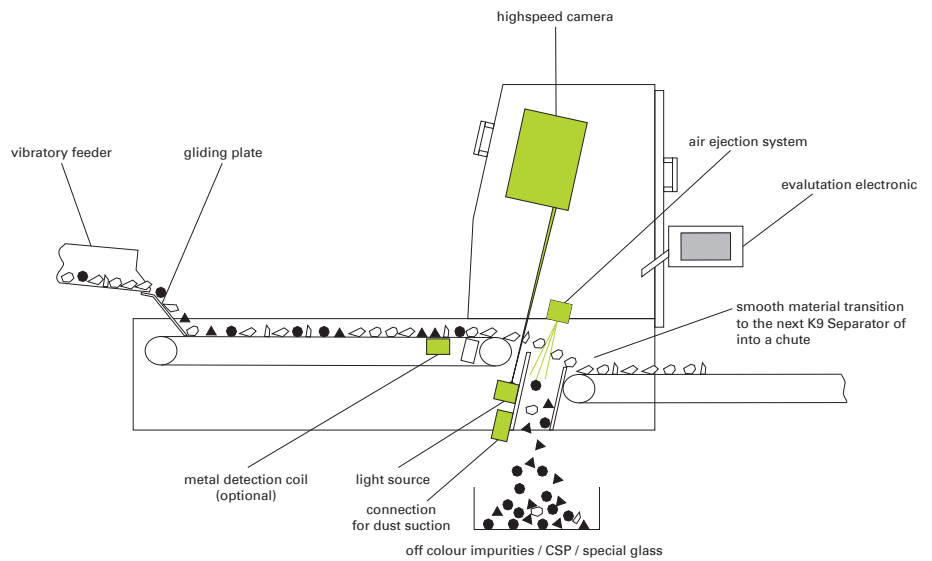 highspeed camera
air ejection system
vibratory feeder
gliding plate
evalutation electronic
smooth material transition
to the next K9 Separator of
into a chute
metal detection coil
(optional)
light source
connection
for dust suction
off colour impurities / CSP / special glass